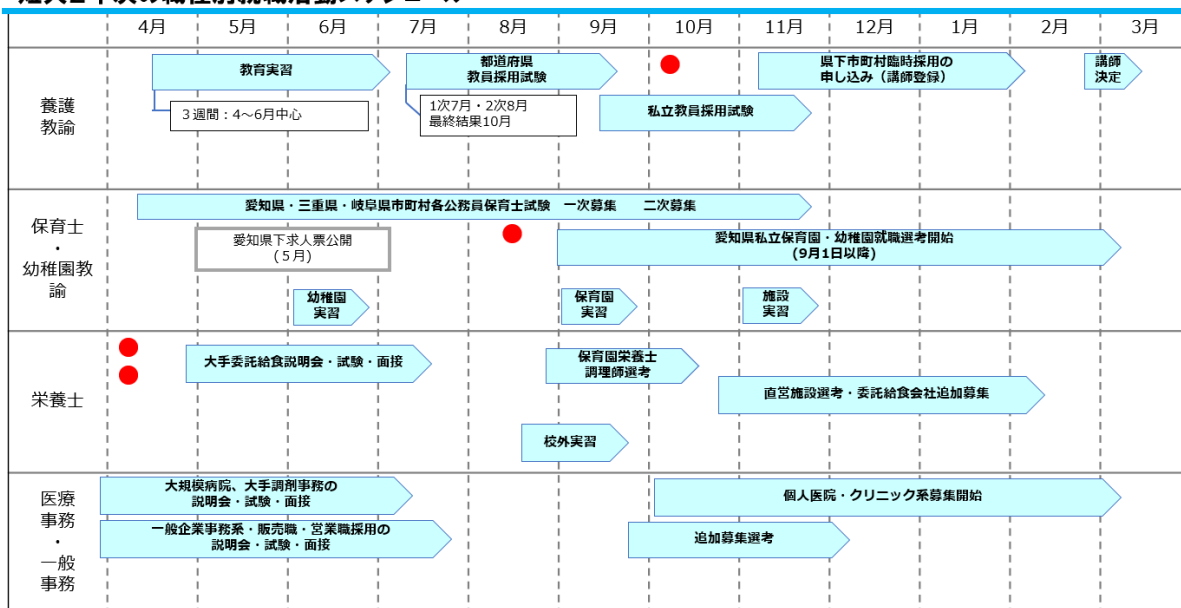 4月 5月 6月 7月 8月 9月 10月 11月 12月 1月 2月 3月
養護
教諭
教育実習
3週間：4～6月中心
都道府県
教員採用試験
1次7月・2次8月
最終結果10月
私立教員採用試験
県下市町村臨時採用の
申し込み（講師登録）
講師
決定
保育士
・
幼稚園教
諭
愛知県・三重県・岐阜県市町村各公務員保育士試験　一次募集　　二次募集
愛知県下求人票公開
(５月)
愛知県私立保育園・幼稚園就職選考開始
(9月1日以降)
幼稚園
実習
保育園
実習
施設
実習
栄養士
大手委託給食説明会・試験・面接
保育園栄養士
調理師選考
直営施設選考・委託給食会社追加募集
校外実習
医療
事務
・
一般
事務
大規模病院、大手調剤事務の
説明会・試験・面接
個人医院・クリニック系募集開始
一般企業事務系・販売職・営業職採用の
説明会・試験・面接
追加募集選考